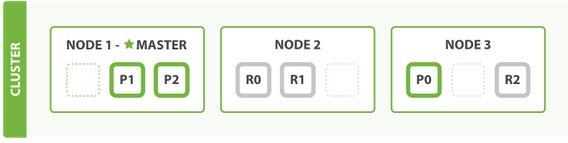 CLUSTER
NODE 1 - ★ MASTER
P1 P2
NODE 2
R0 R1
NODE 3
P0 R2